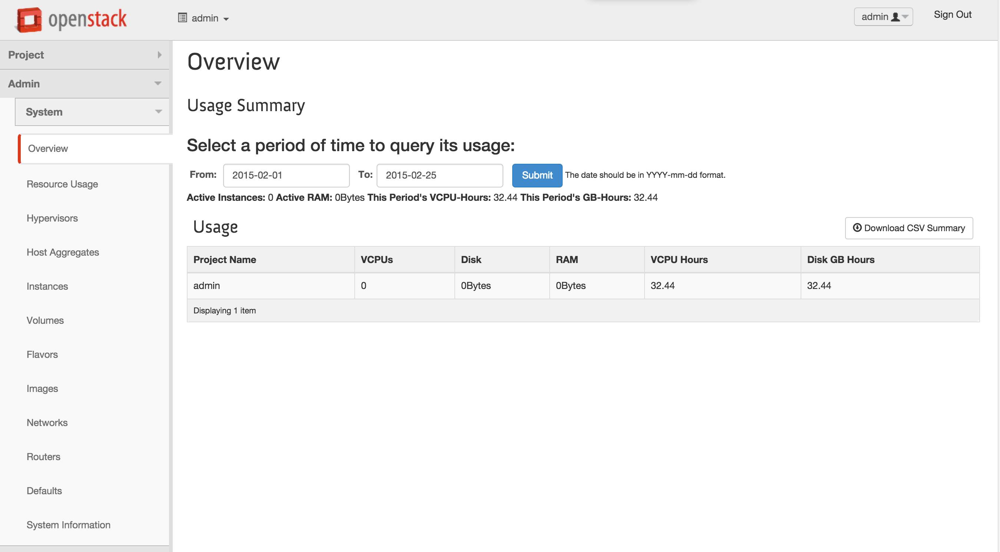 openstack
admin
admin
Sign Out
Project
Admin
System
Overview
Resource Usage
Hypervisors
Host Aggregates
Instances
Volumes
Flavors
Images
Networks
Routers
Defaults
System Information
Overview
Usage Summary
Select a period of time to query its usage:
From: 2015-02-01 To: 2015-02-25 Submit The date should be in YYYY-mm-dd format.
Active Instances: 0 Active RAM: 0Bytes This Period's VCPU-Hours: 32.44 This Period's GB-Hours: 32.44
Usage
Download CSV Summary
Project Name VCPUs Disk RAM VCPU Hours Disk GB Hours
admin 0 0Bytes 0Bytes 32.44 32.44
Displaying 1 item